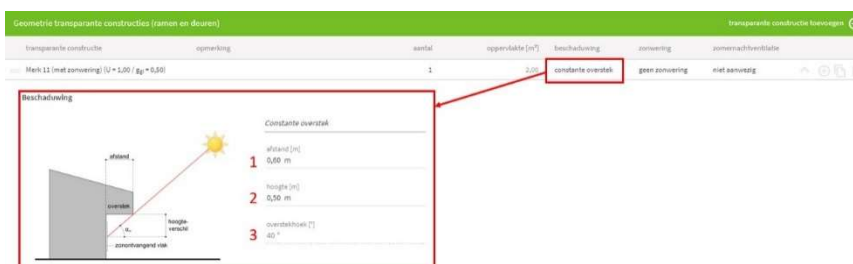 Geometrie transparante constructies (ramen en deuren) transparante constructie toevoegen
transparante constructie opmerking aantal oppervlakte [m²] beschaduwing zonwering zomernachtventilatie
Merk 11 (met zonwering) (U = 1,00 / ggl = 0,50) 1 2,00 constante overstek geen zonwering niet aanwezig
Beschaduwing
Constante overstek
afstand
1 afstand [m]
0,60 m
overstek
2 hoogte [m]
0,50 m
hoogte-
verschil
αo
3 overstekhoek [°]
40 °
zonontvangend vlak